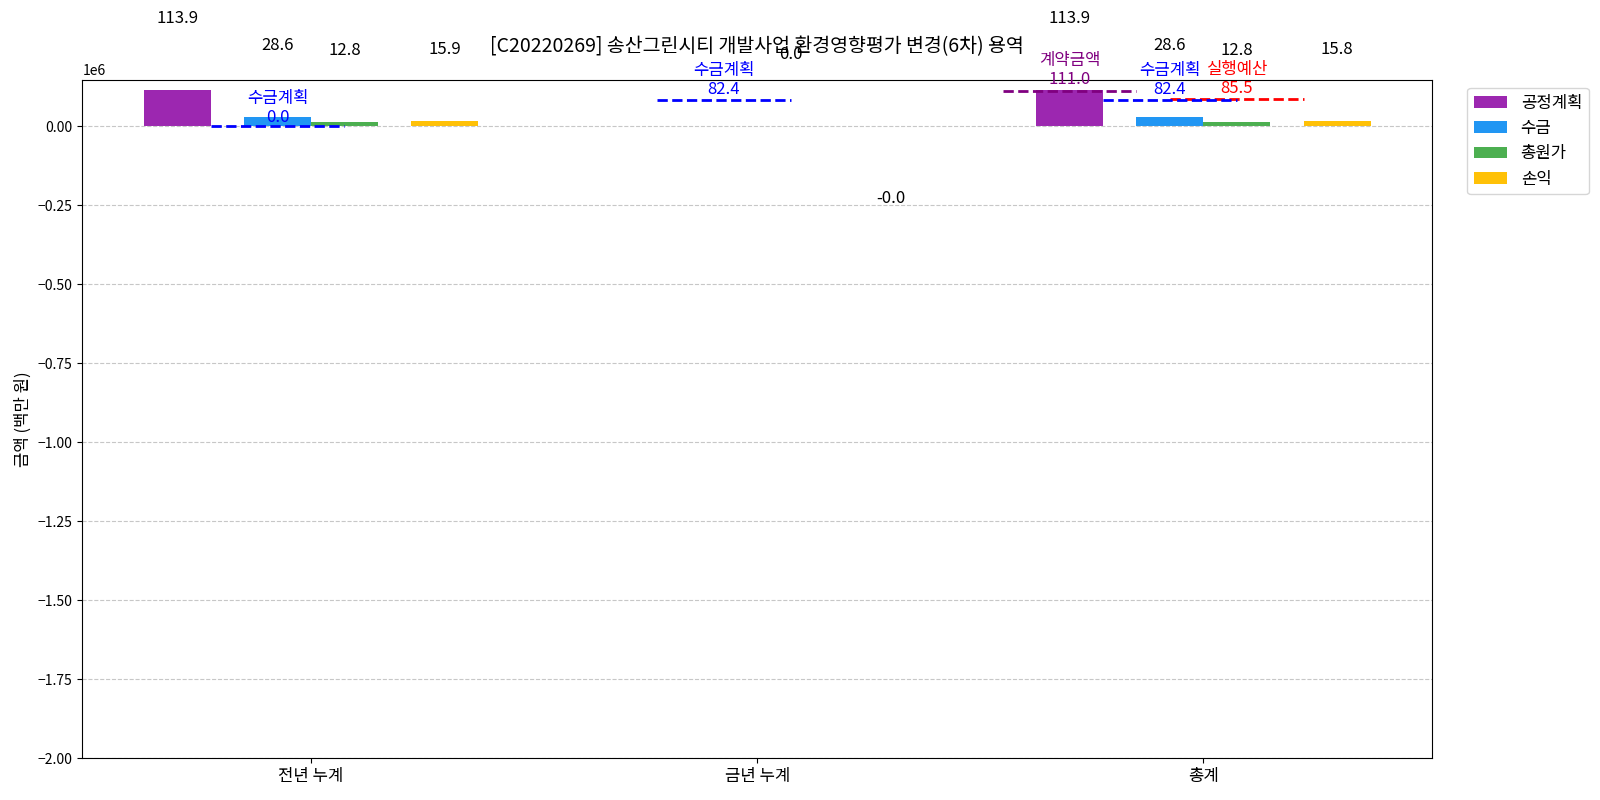 113.9
28.6
12.8
15.9
[C20220269] 송산그린시티 개발사업 환경영향평가 변경(6차) 용역
0.0
113.9
28.6
12.8
15.8
1e6
수금계획
0.0
수금계획
82.4
계약금액
111.0
수금계획
82.4
실행예산
85.5
공정계획
수금
총원가
손익
-0.0
금액 (백만 원)
0.00
−0.25
−0.50
−0.75
−1.00
−1.25
−1.50
−1.75
−2.00
전년 누계
금년 누계
총계